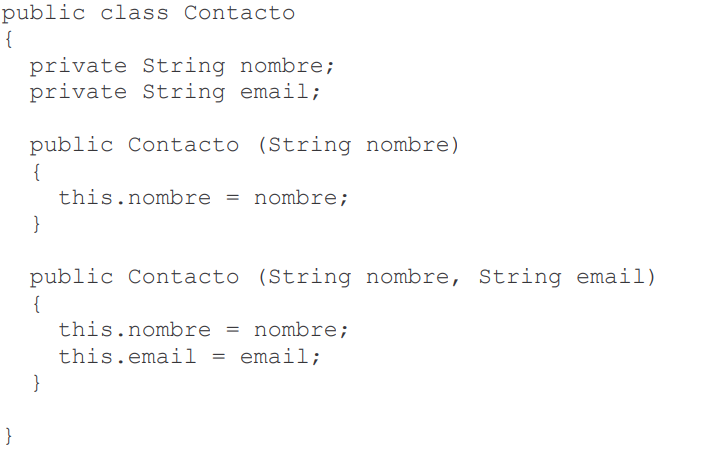 public class Contacto
{
private String nombre;
private String email;
public Contacto (String nombre)
{
this.nombre = nombre;
}
public Contacto (String nombre, String email)
{
this.nombre = nombre;
this.email = email;
}
}